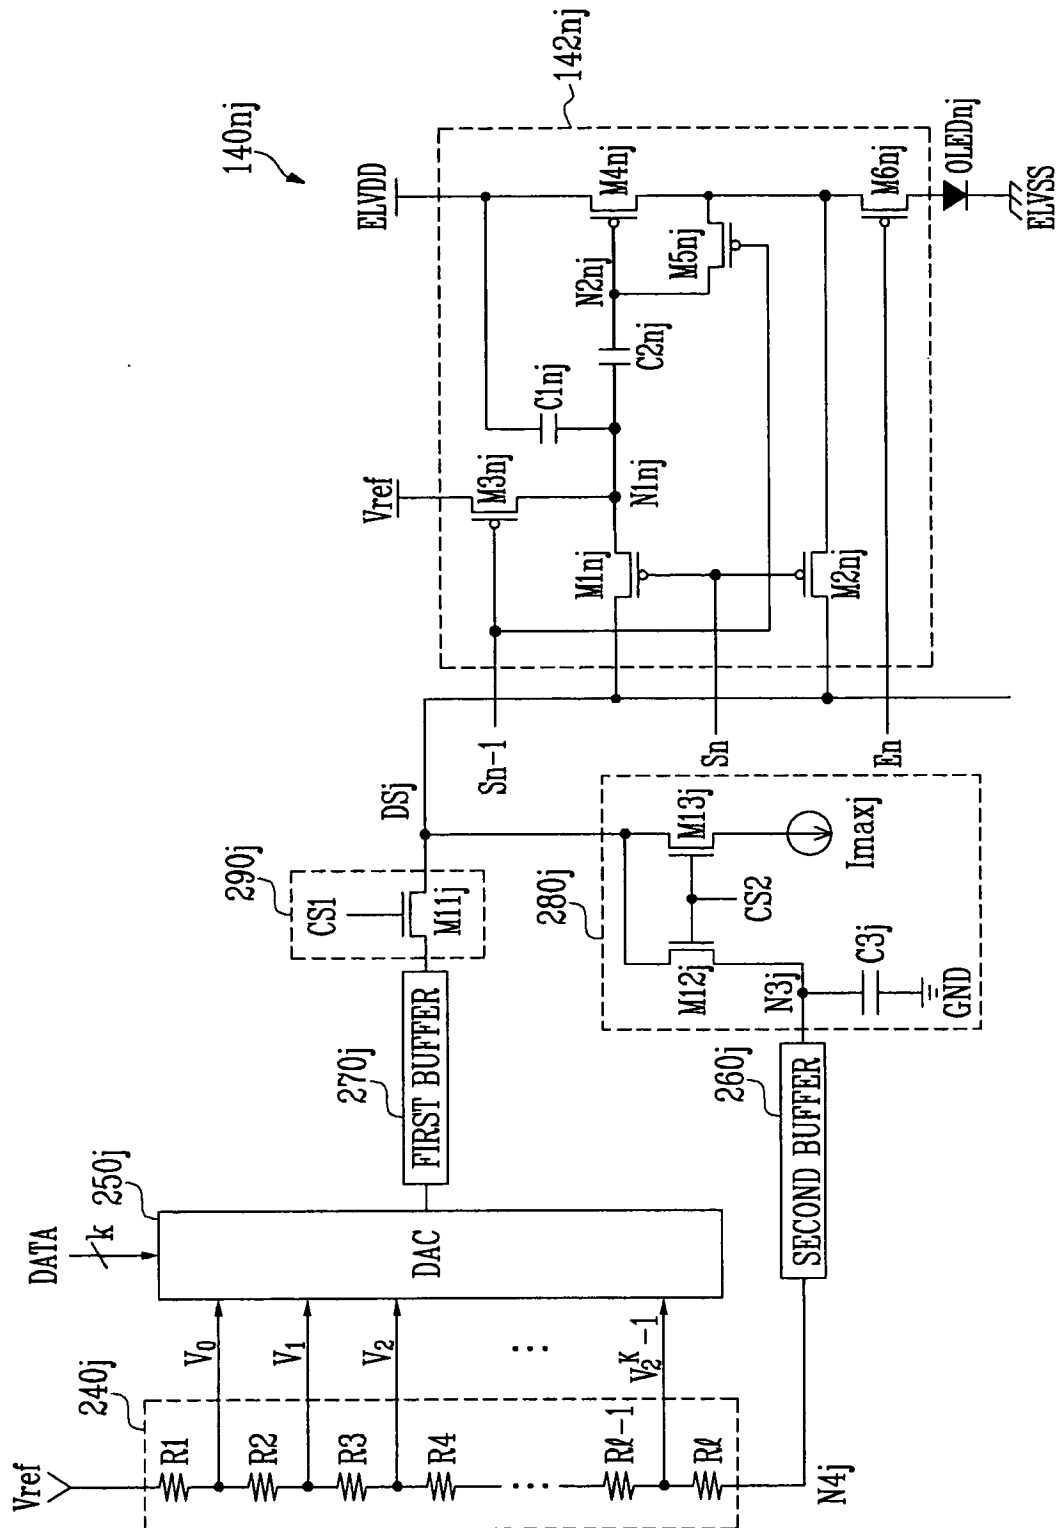 140nj
142nj
ELVDD
M4nj
N2nj
M5nj
C2nj
C1nj
M3nj
Vref
N1nj
M1nj
M2nj
M6nj
OLEDnj
ELVSS
Sn-1
Sn
En
DSj
290j
CS1
M11j
280j
M13j
Imaxj
CS2
M12j
N3j
C3j
GND
270j
FIRST BUFFER
260j
SECOND BUFFER
250j
DATA
k
DAC
V0
V1
V2
...
V2K-1
240j
Vref
R1
R2
R3
R4
...
Rℓ-1
Rℓ
N4j